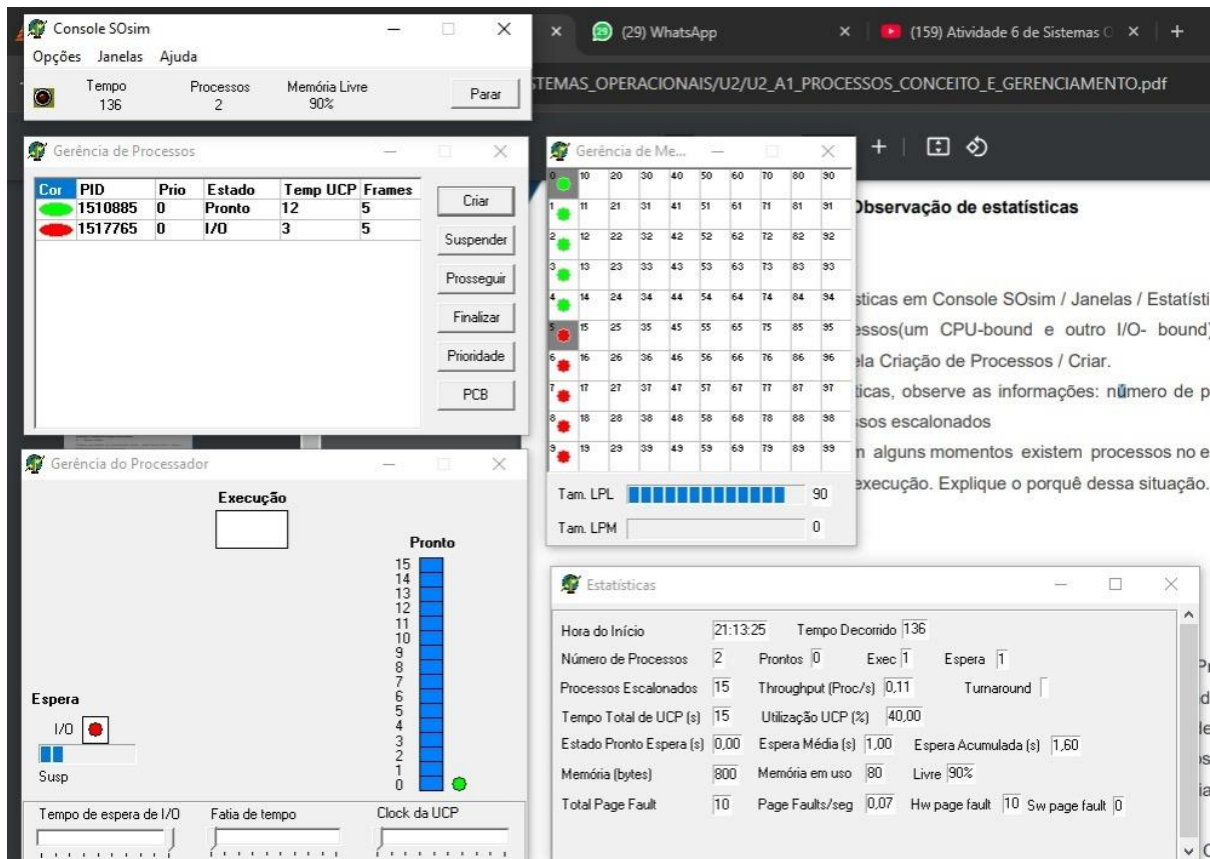 Console SOsim
Opções Janelas Ajuda
Tempo Processos Memória Livre
136 2 90%
Parar
(29) WhatsApp
(159) Atividade 6 de Sistemas
STEMAS_OPERACIONAIS/U2/U2_A1_PROCESSOS_CONCEITO_E_GERENCIAMENTO.pdf
Gerência de Processos
Cor PID Prio Estado Temp UCP Frames
1510885 0 Pronto 12 5
1517765 0 I/O 3 5
Criar
Suspender
Prosseguir
Finalizar
Prioridade
PCB
Gerência de Me...
0 10 20 30 40 50 60 70 80 90
1 11 21 31 41 51 61 71 81 91
2 12 22 32 42 52 62 72 82 92
3 13 23 33 43 53 63 73 83 93
4 14 24 34 44 54 64 74 84 94
5 15 25 35 45 55 65 75 85 95
6 16 26 36 46 56 66 76 86 96
7 17 27 37 47 57 67 77 87 97
8 18 28 38 48 58 68 78 88 98
9 19 29 39 49 59 69 79 89 99
Tam. LPL 90
Tam. LPM 0
Observação de estatísticas
sticas em Console SOsim / Janelas / Estatísti
essos(um CPU-bound e outro I/O- bound)
ela Criação de Processos / Criar.
ticas, observe as informações: número de p
ssos escalonados
n alguns momentos existem processos no e
execução. Explique o porquê dessa situação.
Gerência do Processador
Execução
Pronto
15
14
13
12
11
10
9
8
7
6
5
4
3
2
1
0
Espera
I/O
Susp
Tempo de espera de I/O Fatia de tempo Clock da UCP
Estatísticas
Hora do Início 21:13:25 Tempo Decorrido 136
Número de Processos 2 Prontos 0 Exec 1 Espera 1
Processos Escalonados 15 Throughput (Proc/s) 0,11 Turnaround
Tempo Total de UCP (s) 15 Utilização UCP (%) 40,00
Estado Pronto Espera (s) 0,00 Espera Média (s) 1,00 Espera Acumulada (s) 1,60
Memória (bytes) 800 Memória em uso 80 Livre 90%
Total Page Fault 10 Page Faults/seg 0,07 Hw page fault 10 Sw page fault 0